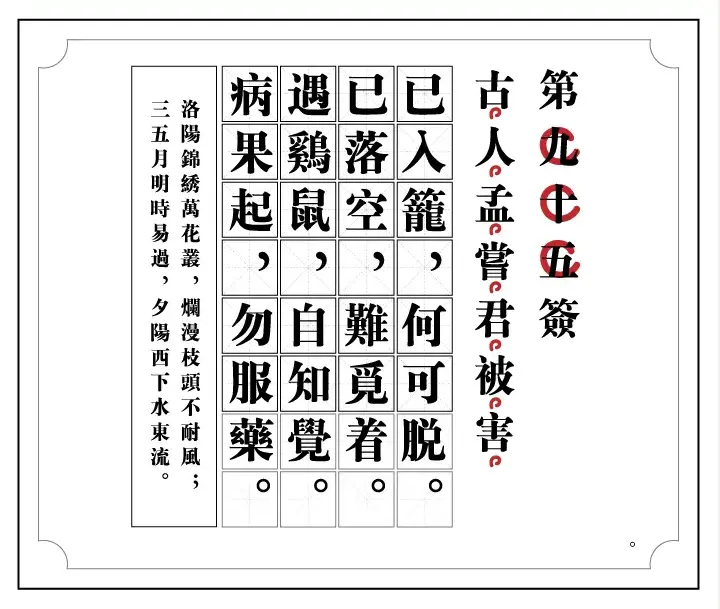 第九十五簽
古人孟嘗君被害
已入籠，何可脱。
已落空，難覓着。
遇鷄鼠，自知覺。
病果起，勿服藥。
洛陽錦綉萬花叢，爛漫枝頭不耐風；
三五月明時易過，夕陽西下水東流。
。